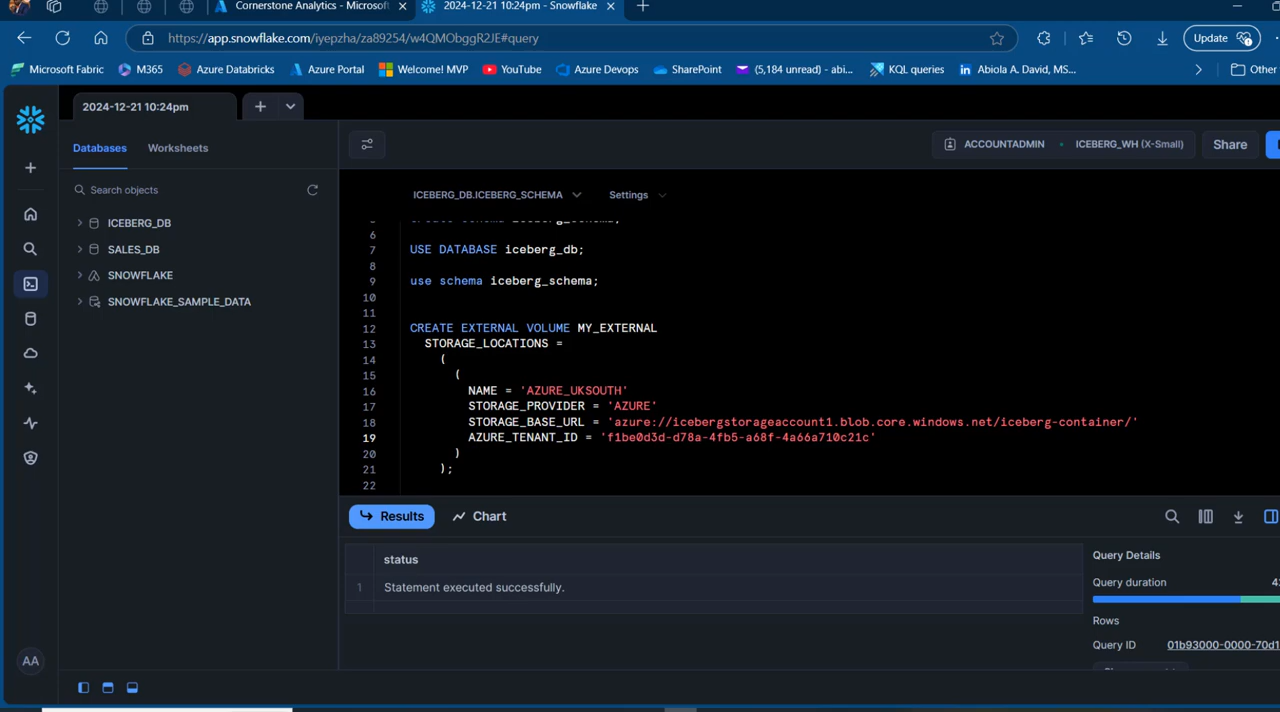 Cornerstone Analytics - Microsoft
2024-12-21 10:24pm - Snowflake
https://app.snowflake.com/iyepzha/za89254/w4QMObggR2JE#query
Update
Microsoft Fabric
M365
Azure Databricks
Azure Portal
Welcome! MVP
YouTube
Azure Devops
SharePoint
(5,184 unread) - abi...
KQL queries
Abiola A. David, MS...
Other
2024-12-21 10:24pm
Databases
Worksheets
ACCOUNTADMIN
ICEBERG_WH (X-Small)
Share
Search objects
ICEBERG_DB.ICEBERG_SCHEMA
Settings
ICEBERG_DB
SALES_DB
SNOWFLAKE
SNOWFLAKE_SAMPLE_DATA
6
7 USE DATABASE iceberg_db;
8
9 use schema iceberg_schema;
10
11
12 CREATE EXTERNAL VOLUME MY_EXTERNAL
13 STORAGE_LOCATIONS =
14 (
15 (
16 NAME = 'AZURE_UKSOUTH'
17 STORAGE_PROVIDER = 'AZURE'
18 STORAGE_BASE_URL = 'azure://icebergstorageaccount1.blob.core.windows.net/iceberg-container/'
19 AZURE_TENANT_ID = 'f1be0d3d-d78a-4fb5-a68f-4a66a710c21c'
20 )
21 );
22
Results
Chart
status
1 Statement executed successfully.
Query Details
Query duration
Rows
Query ID 01b93000-0000-70d1
AA